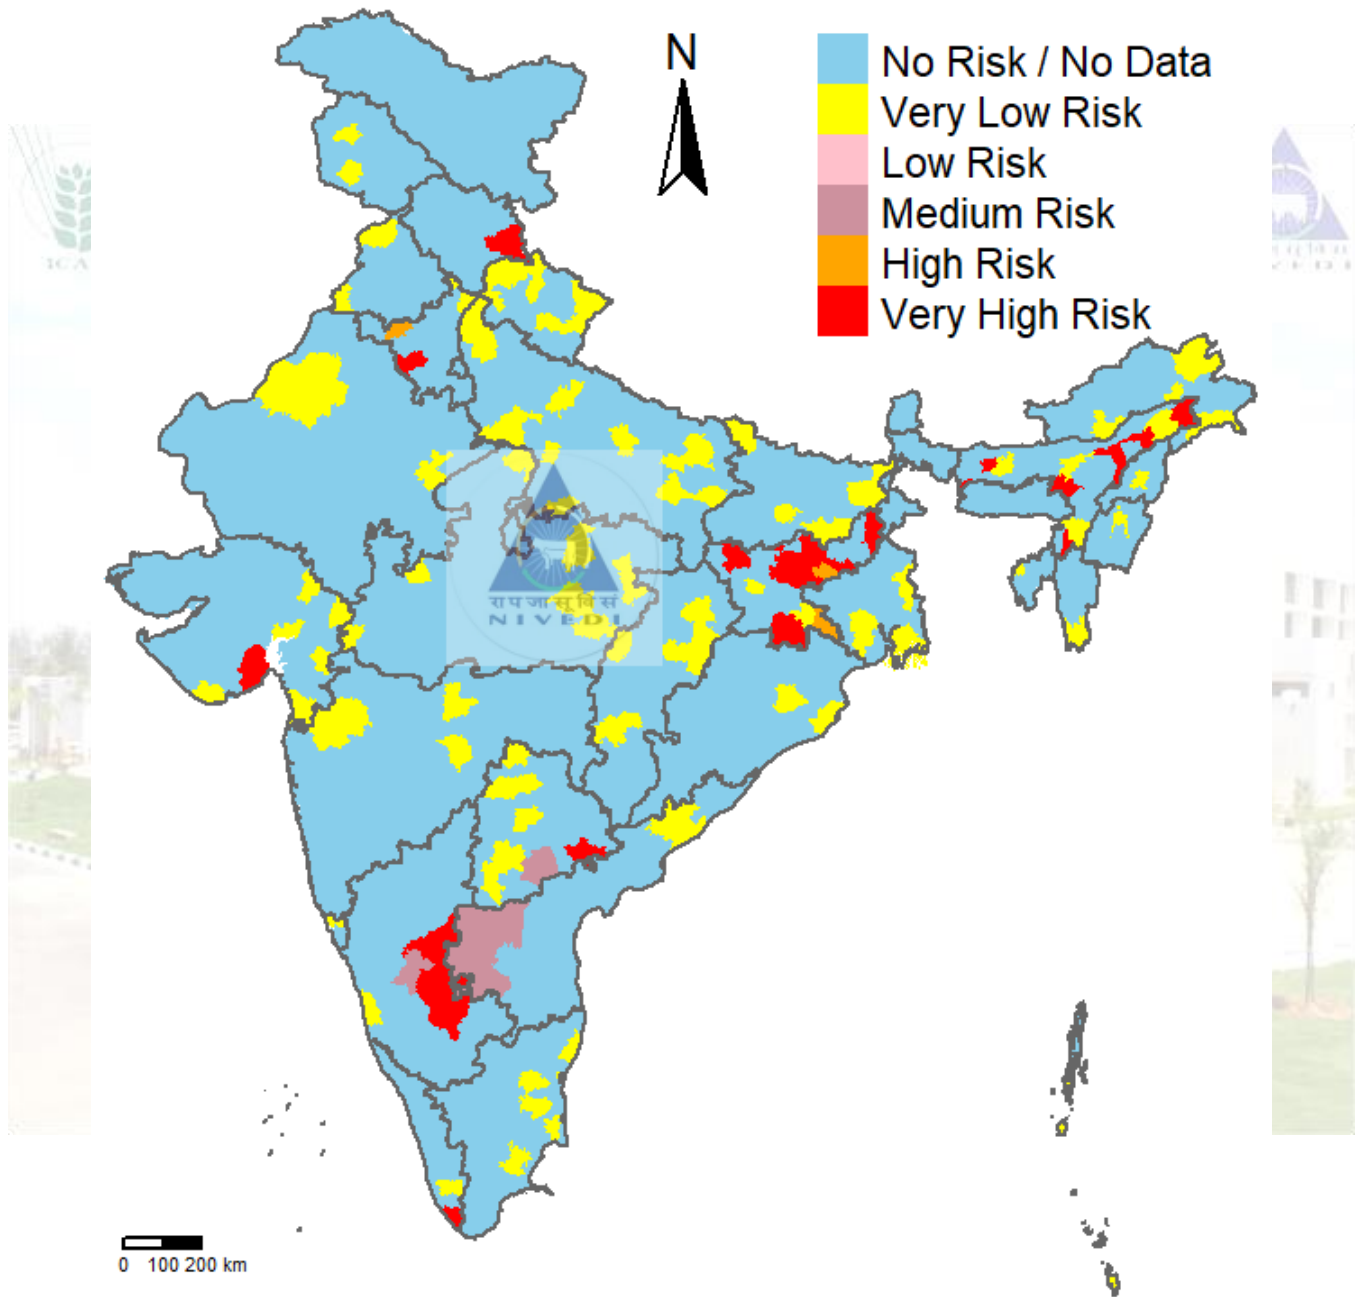 N
No Risk / No Data
Very Low Risk
Low Risk
Medium Risk
High Risk
Very High Risk
रा प जा सू वि सं
NIVEDI
0 100 200 km